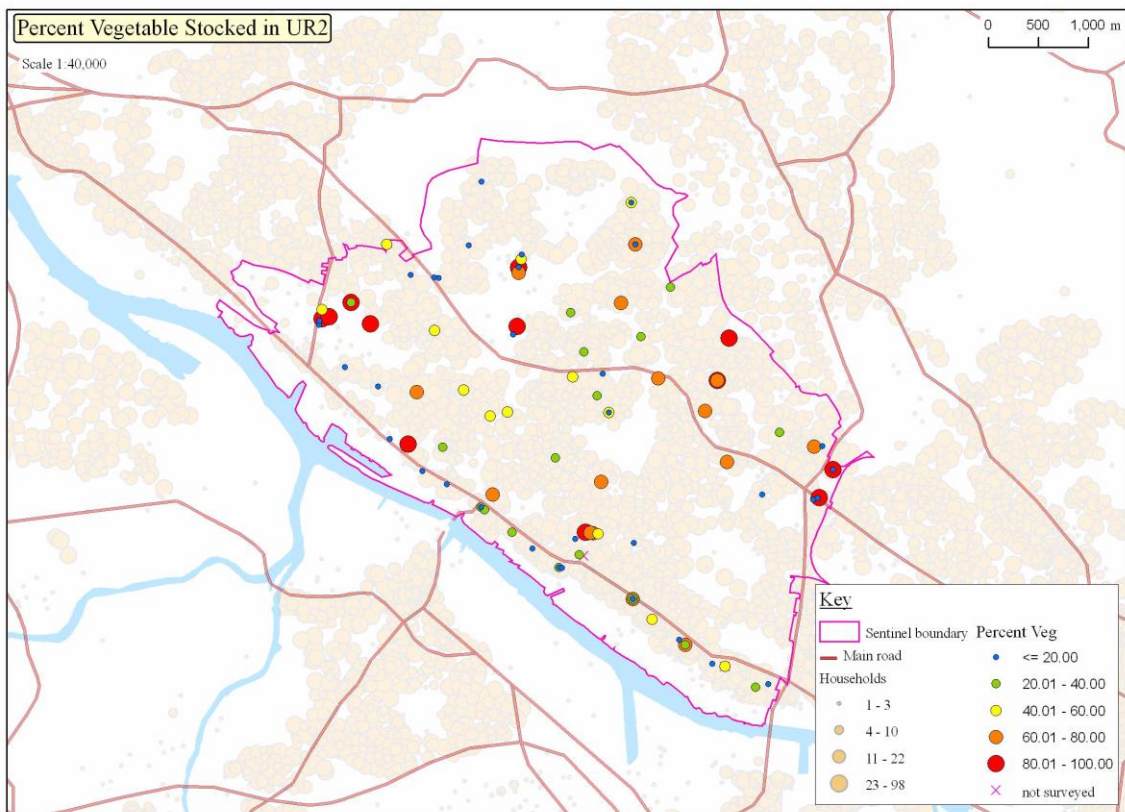 Percent Vegetable Stocked in UR2
Scale 1:40,000
0 500 1,000 m
Key
Sentinel boundary
Main road
Households
1 - 3
4 - 10
11 - 22
23 - 98
Percent Veg
<= 20.00
20.01 - 40.00
40.01 - 60.00
60.01 - 80.00
80.01 - 100.00
not surveyed